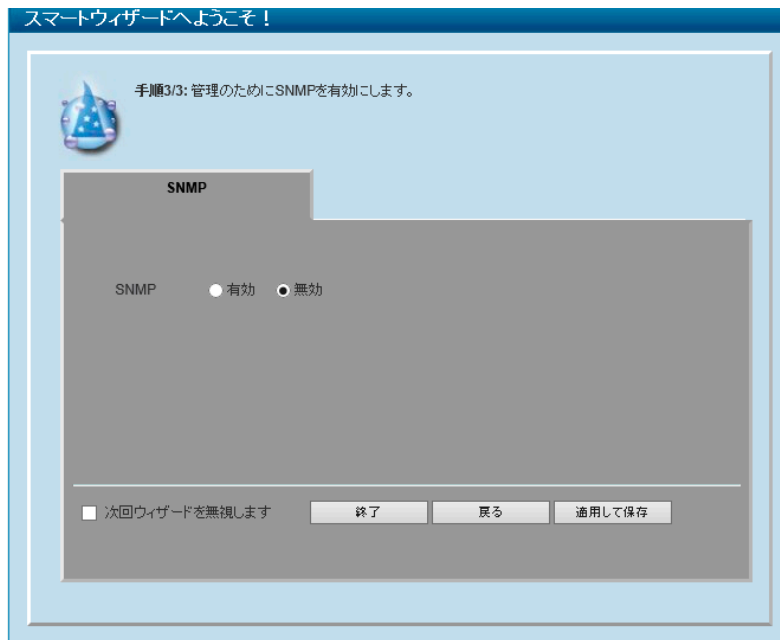 スマートウィザードへようこそ！
手順3/3: 管理のためにSNMPを有効にします。
SNMP
SNMP 有効 無効
次回ウィザードを無視します 終了 戻る 適用して保存